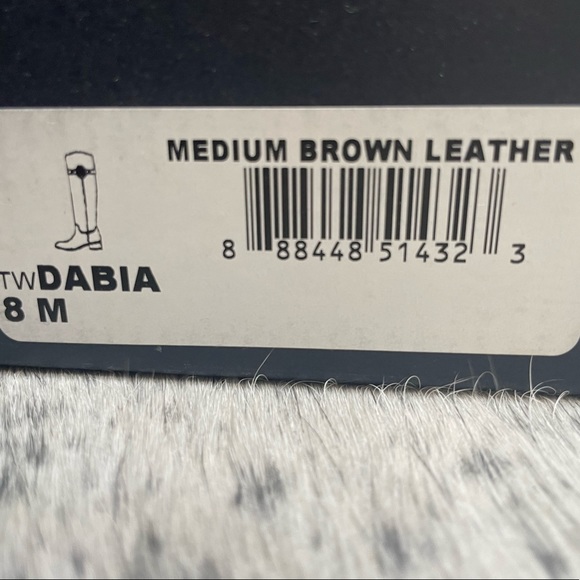 MEDIUM BROWN LEATHER
8 88448 51432 3
TWDABIA
8 M